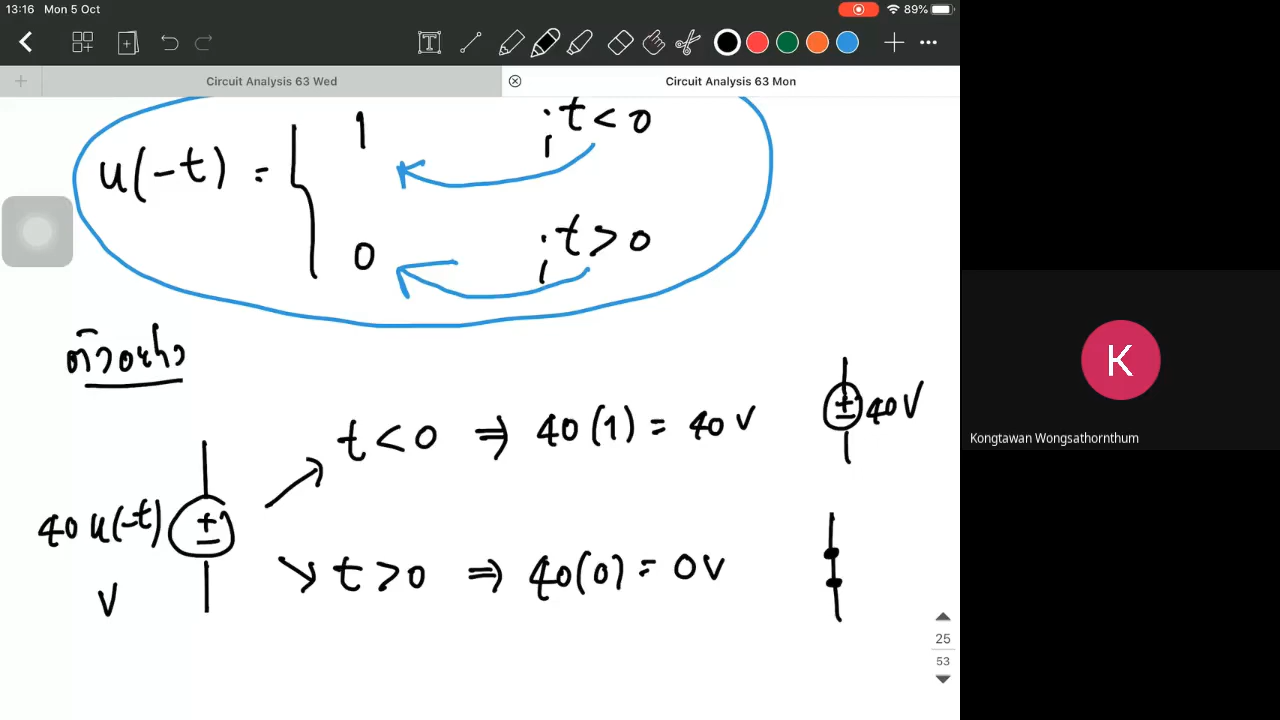 13:16 Mon 5 Oct
89%
Circuit Analysis 63 Wed
Circuit Analysis 63 Mon
u(-t) = { 1 ; t < 0
0 ; t > 0
ตัวอย่าง
t < 0 ⇒ 40(1) = 40 V
± 40V
40 u(-t) ±
V
t > 0 ⇒ 40(0) = 0V
25
53
K
Kongtawan Wongsathornthum